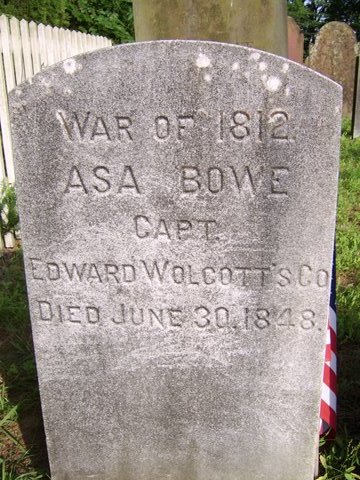 WAR OF 1812.
ASA BOWE
CAPT.
EDWARD WOLCOTT'S CO
DIED JUNE 30, 1848.